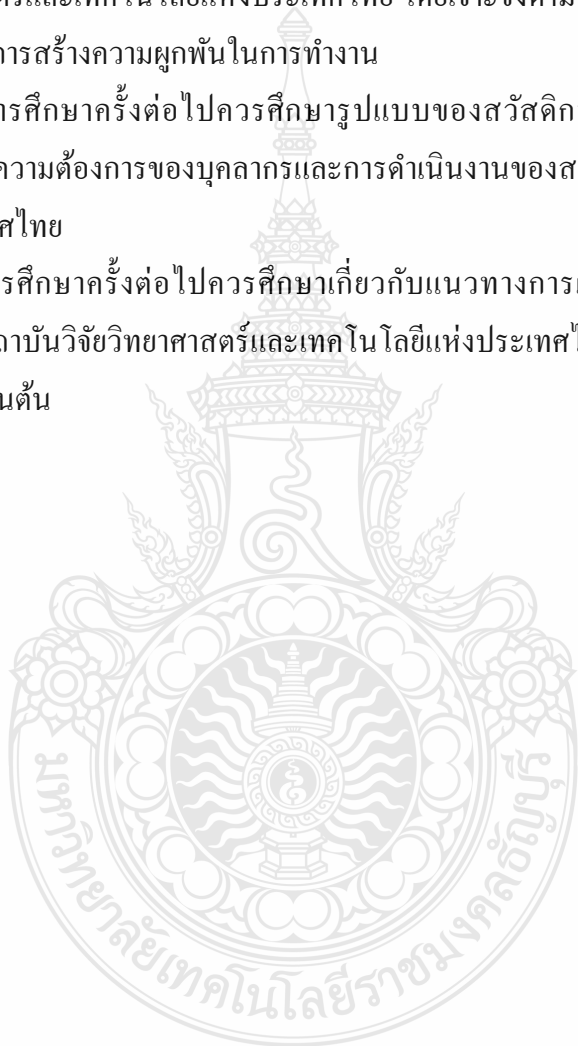 และเทคโนโลยีแห่งประเทศไทย โดยเจาะจงตาม
การสร้างความผูกพันในการทำงาน
ารศึกษาครั้งต่อไปควรศึกษารูปแบบของสวัสดิก
ความต้องการของบุคลากรและการดำเนินงานของส
ศไทย
รศึกษาครั้งต่อไปควรศึกษาเกี่ยวกับแนวทางการ
ถาบันวิจัยวิทยาศาสตร์และเทคโนโลยีแห่งประเทศไ
นต้น
มหาวิทยาลัยเทคโนโลยีราชมงคลธัญบุรี